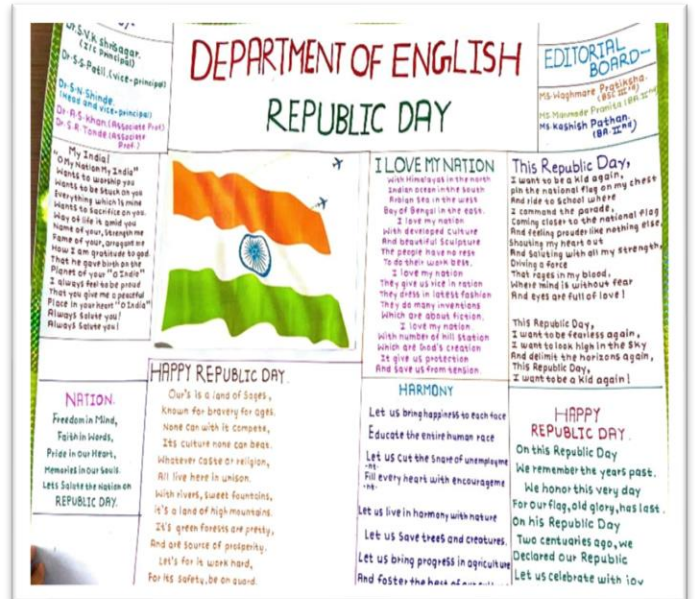 Dr.S.V.K Shirsagar.
(I/c Principal)
Dr.S.S.Patil.(vice-principal)
Dr.S.N.Shinde.
(Head and vice-principal)
Dr.A.S.Khan.(Associate Prof)
Dr.S.R. Tonde (Associate
Prof.)
DEPARTMENT OF ENGLISH
REPUBLIC DAY
EDITORIAL
BOARD—
MS. Waghmare Pratiksha.
MS. Manmode Pranita
MS. Kashish Pathan.
My India!
"O My Nation My India"
Wants to worship you
Wants to be stuck on you
Everything which is mine
Wants to Sacrifice on you.
Way of life is amid you
Name of your, strength me
Fame of your, arrogant me
How I am gratitude to god
That he gave birth on the
Planet of your "O India"
I always feel to be proud
That you give me a peaceful
Place in your heart "O India"
Always Salute you!
Always Salute you!
I LOVE MY NATION
With Himalayas in the north
Indian ocean in the South
Arbian Sea in the west
Bay of Bengal in the east.
I love my nation
With developed Culture
And beautiful Sculpture
The people have no rest
To do their work best.
I love my nation
They give us vice in ration
They dress in latest fashion
They do many inventions
Which are about fiction.
I love my nation
With number of hill Station
Which are God's creation
It give us protection
And Save us from tension.
This Republic Day,
I want to be a kid again,
Pin the national flag on my chest
And ride to School where
I command the parade,
Coming closer to the national flag
And feeling prouder like nothing else,
Shouting my heart out
And Saluting with all my strength,
Driving a force
That rages in my blood,
Where mind is without fear
And eyes are full of love!
This Republic Day,
I want to be fearless again,
I want to look high in the Sky
And delimit the horizons again,
This Republic Day,
I want to be a kid again!
NATION.
Freedom in Mind,
Faith in Words,
Pride in our Heart,
Memories in our Souls.
Lets Salute the Nation on
REPUBLIC DAY.
HAPPY REPUBLIC DAY.
Our's is a land of Sages,
Known for bravery for ages.
None can with it compete,
Its culture none can beat.
Whatever caste or religion,
All live here in unison.
With rivers, sweet fountains,
it's a land of high mountains.
It's green forests are pretty,
And are source of prosperity.
Let's for it work hard,
For its safety, be on guard.
HARMONY
Let us bring happiness to each face
Educate the entire human race
Let us cut the Snare of unemployme
-nt.
Fill every heart with encourageme
-nt.
Let us live in harmony with nature
Let us Save trees and creatures.
Let us bring progress in agriculture
And foster the best of
HAPPY
REPUBLIC DAY.
On this Republic Day
We remember the years past.
We honor this very day
For our flag, old glory, has last.
On his Republic Day
Two centuaries ago, we
Declared our Republic
Let us celebrate with joy